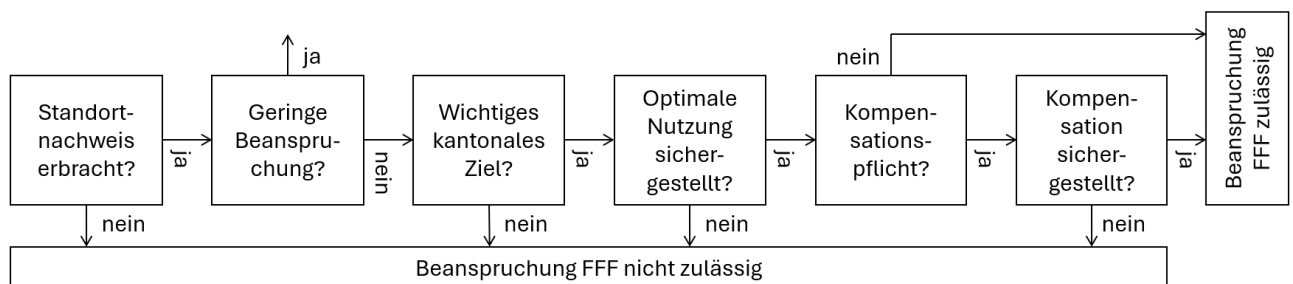 Standort-
nachweis
erbracht?
ja
nein
Geringe
Beanspru-
chung?
ja
nein
Wichtiges
kantonales
Ziel?
ja
nein
Optimale
Nutzung
sicher-
gestellt?
ja
nein
Kompen-
sations-
pflicht?
nein
ja
Kompen-
sation
sicher-
gestellt?
ja
nein
Beanspruchung
FFF zulässig
Beanspruchung FFF nicht zulässig